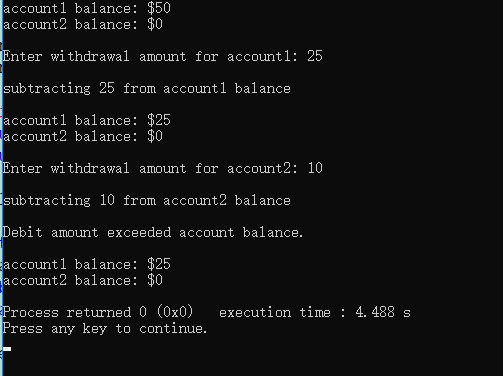 account1 balance: $50
account2 balance: $0
Enter withdrawal amount for account1: 25
subtracting 25 from account1 balance
account1 balance: $25
account2 balance: $0
Enter withdrawal amount for account2: 10
subtracting 10 from account2 balance
Debit amount exceeded account balance.
account1 balance: $25
account2 balance: $0
Process returned 0 (0x0)   execution time : 4.488 s
Press any key to continue.